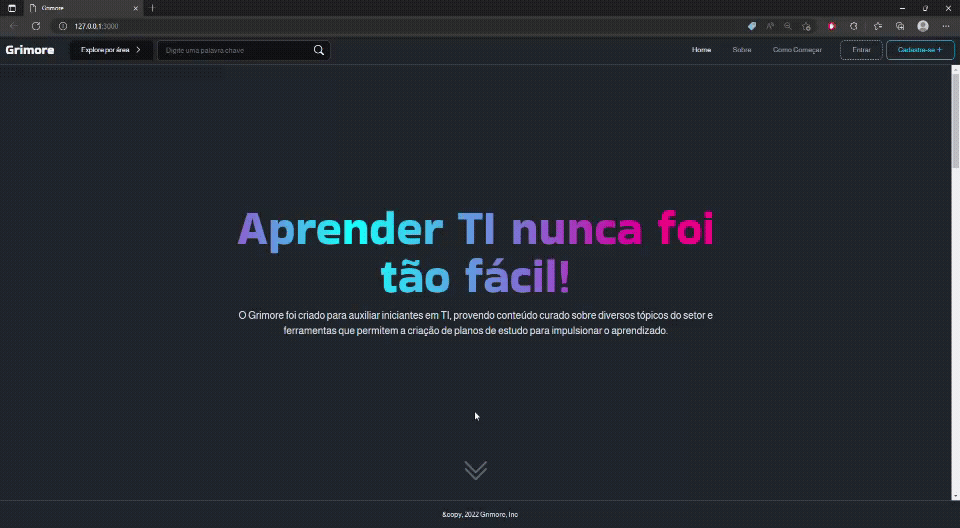 Grimore
127.0.0.1:3000
Grimore
Explore por área
Digite uma palavra chave
Home
Sobre
Como Começar
Entrar
Cadastre-se +
Aprender TI nunca foi
tão fácil!
O Grimore foi criado para auxiliar iniciantes em TI, provendo conteúdo curado sobre diversos tópicos do setor e
ferramentas que permitem a criação de planos de estudo para impulsionar o aprendizado.
&copy, 2022 Grimore, Inc